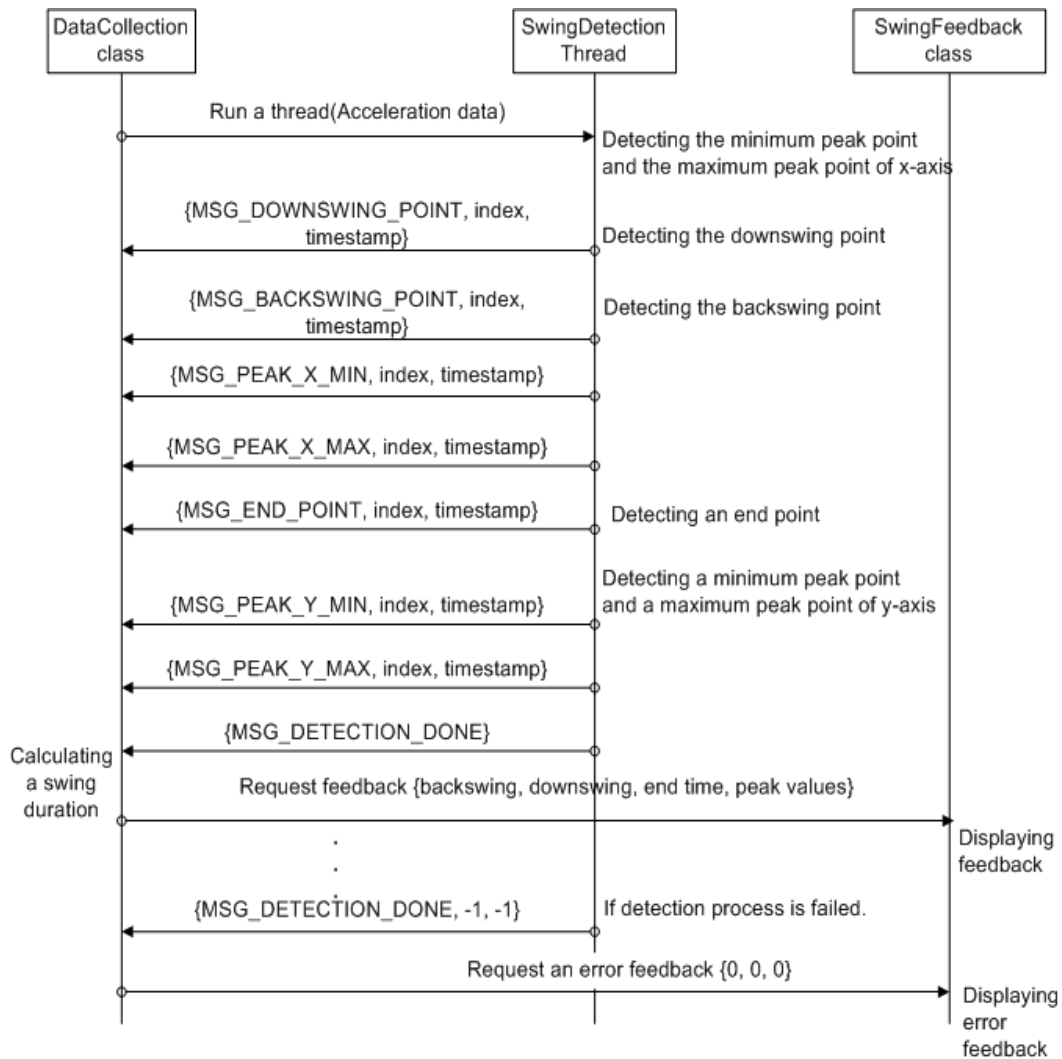 DataCollection
class
SwingDetection
Thread
SwingFeedback
class
Run a thread(Acceleration data)
Detecting the minimum peak point
and the maximum peak point of x-axis
{MSG_DOWNSWING_POINT, index,
timestamp}
Detecting the downswing point
{MSG_BACKSWING_POINT, index,
timestamp}
Detecting the backswing point
{MSG_PEAK_X_MIN, index, timestamp}
{MSG_PEAK_X_MAX, index, timestamp}
{MSG_END_POINT, index, timestamp}
Detecting an end point
Detecting a minimum peak point
and a maximum peak point of y-axis
{MSG_PEAK_Y_MIN, index, timestamp}
{MSG_PEAK_Y_MAX, index, timestamp}
{MSG_DETECTION_DONE}
Calculating
a swing
duration
Request feedback {backswing, downswing, end time, peak values}
Displaying
feedback
.
.
.
{MSG_DETECTION_DONE, -1, -1}
If detection process is failed.
Request an error feedback {0, 0, 0}
Displaying
error
feedback